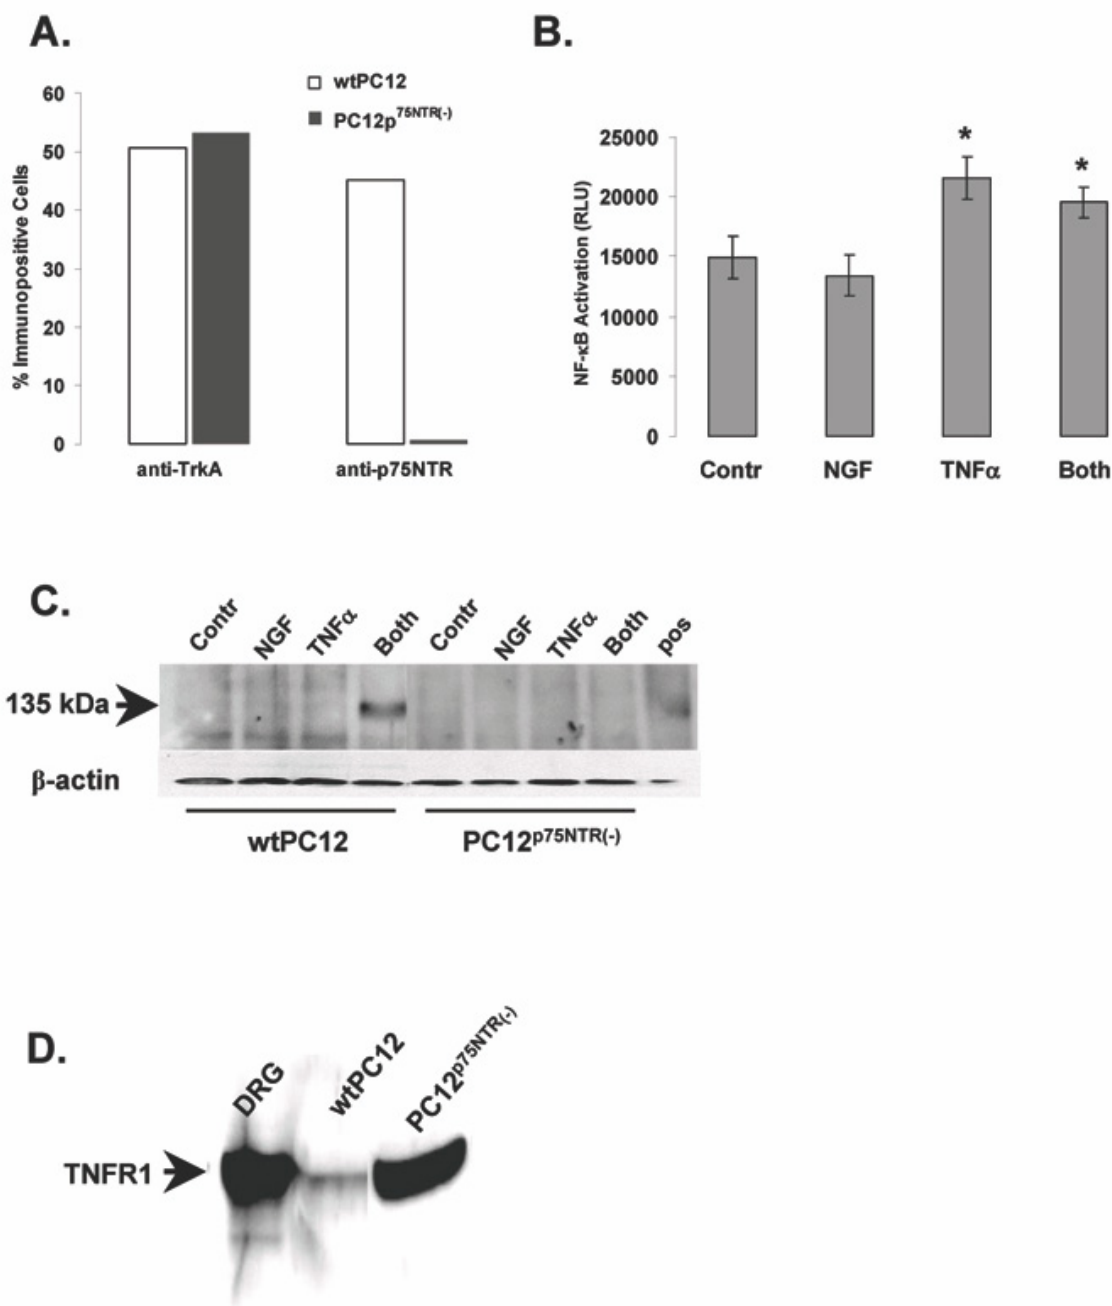 A.
wtPC12
PC12p75NTR(-)
60
50
40
30
20
10
0
% Immunopositive Cells
anti-TrkA
anti-p75NTR
B.
25000
20000
15000
10000
5000
0
NF-κB Activation (RLU)
*
*
Contr
NGF
TNFα
Both
C.
Contr
NGF
TNFα
Both
Contr
NGF
TNFα
Both
pos
135 kDa
β-actin
wtPC12
PC12p75NTR(-)
D.
DRG
wtPC12
PC12p75NTR(-)
TNFR1